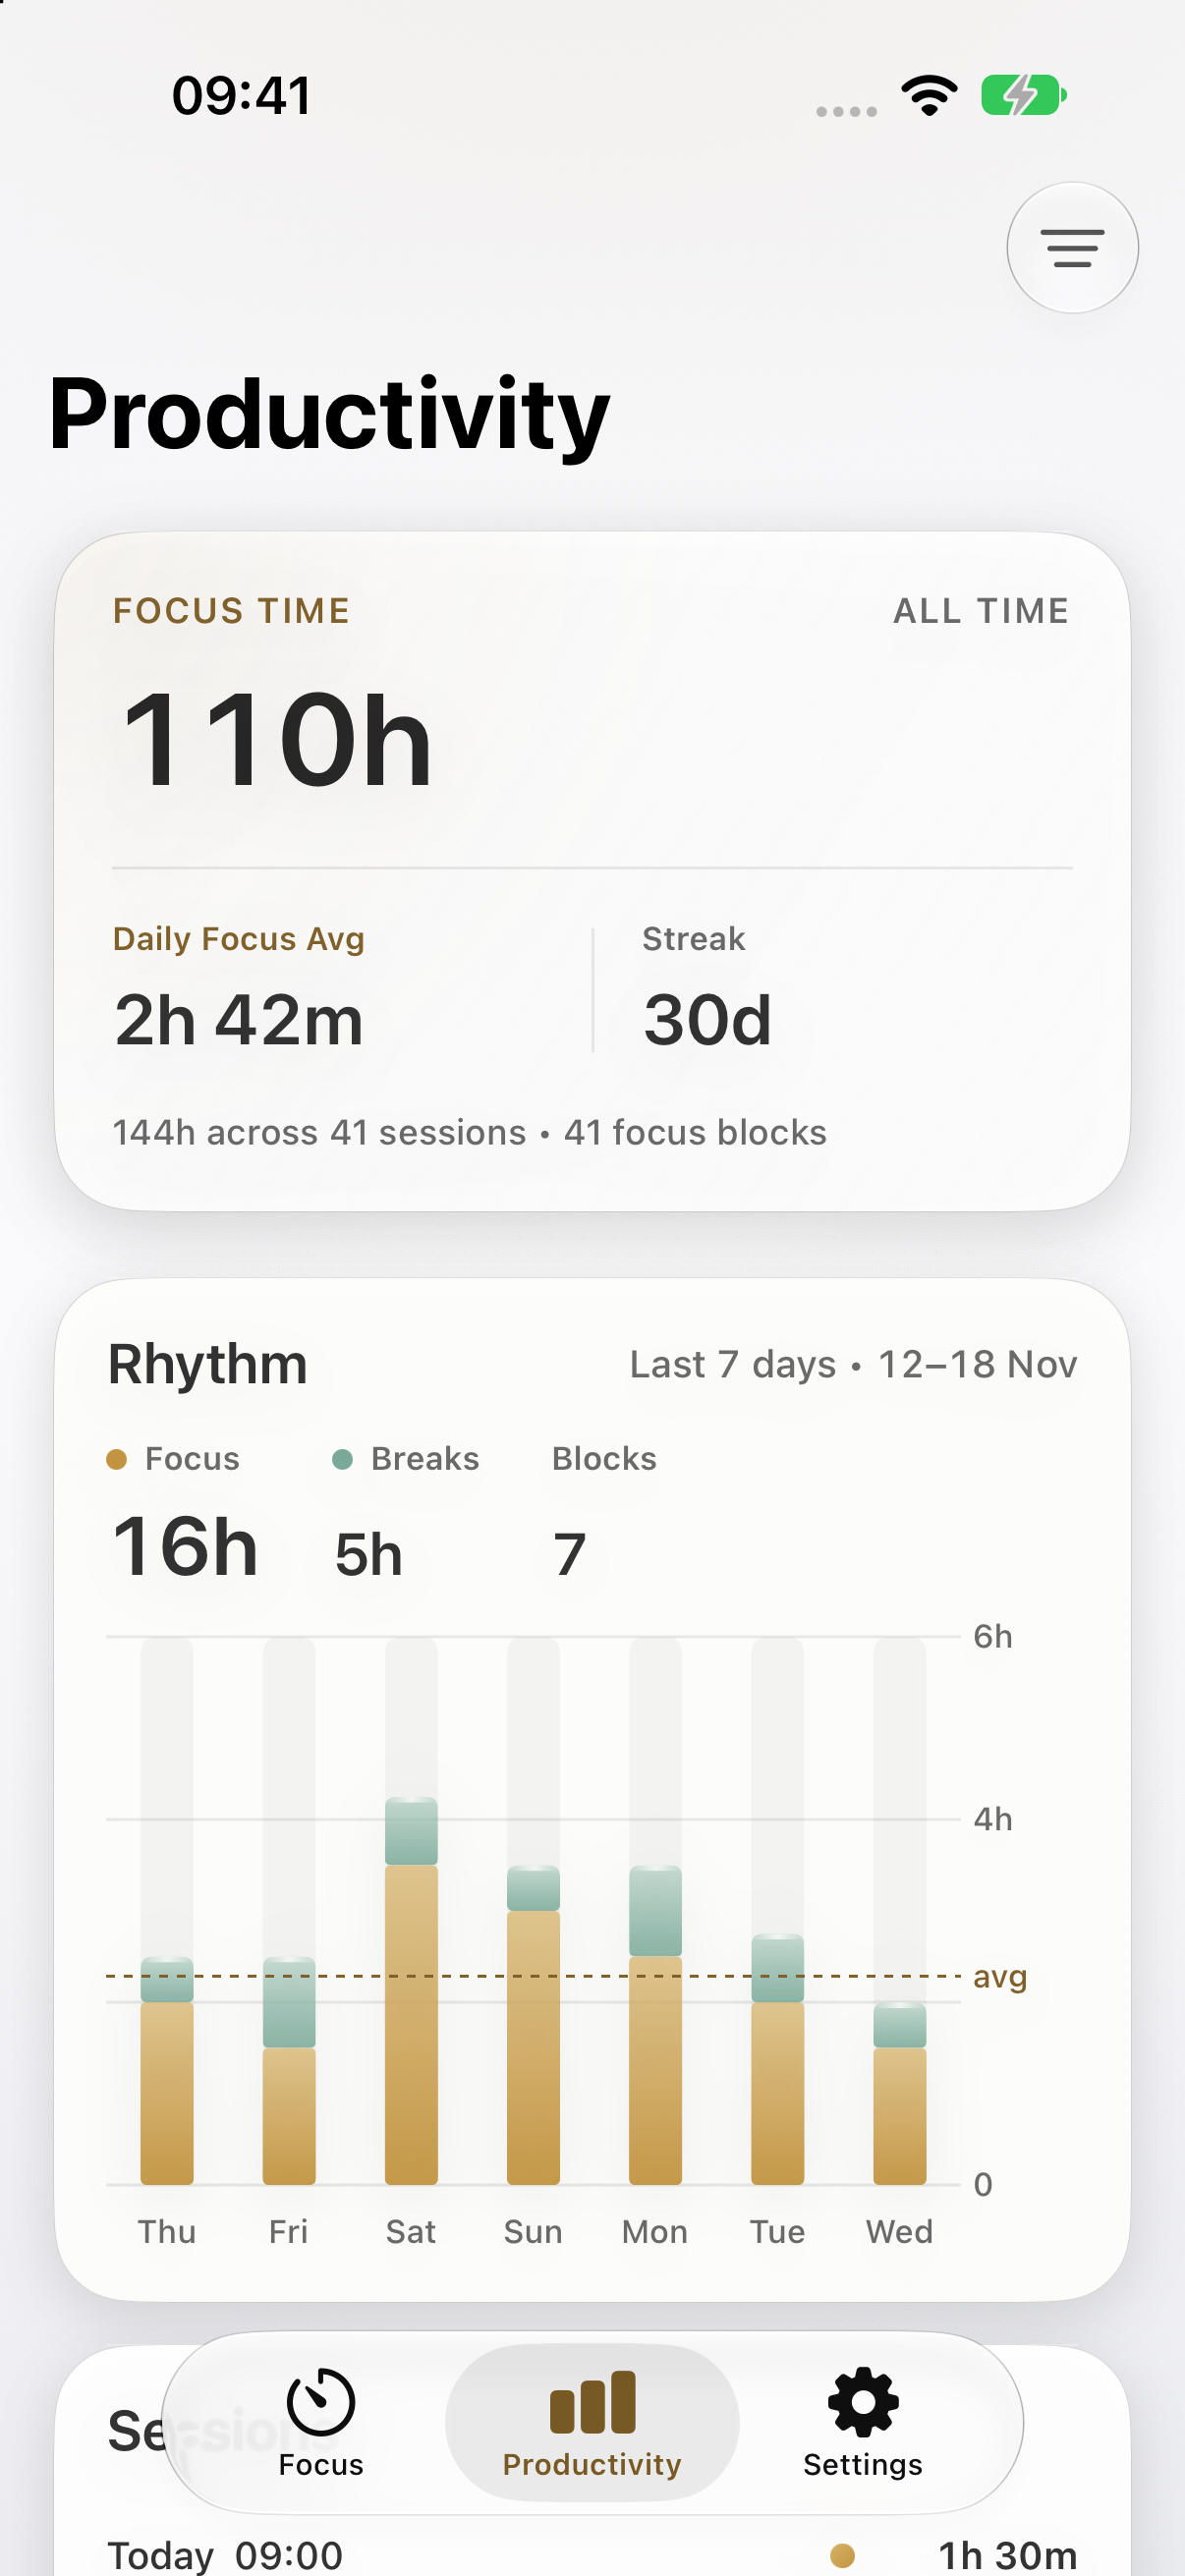 09:41
Productivity
FOCUS TIME ALL TIME
110h
Daily Focus Avg Streak
2h 42m 30d
144h across 41 sessions • 41 focus blocks
Rhythm Last 7 days • 12–18 Nov
Focus Breaks Blocks
16h 5h 7
6h
4h
avg
0
Thu Fri Sat Sun Mon Tue Wed
Sessions
Focus Productivity Settings
Today 09:00 1h 30m